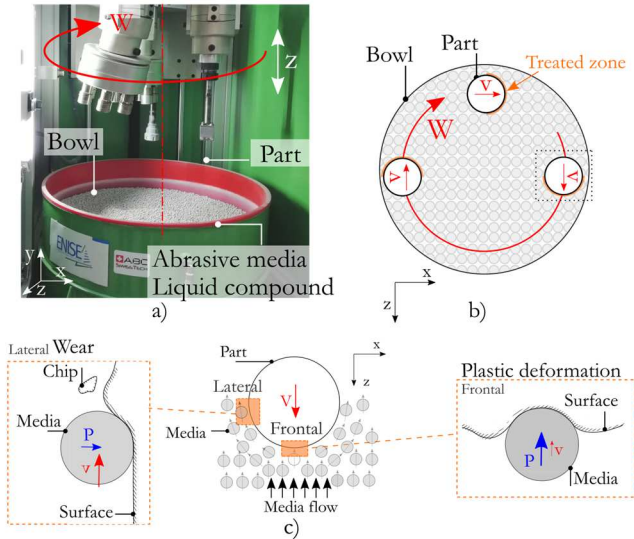 W
z
Bowl
Part
ENISE
Abrasive media
Liquid compound
y
x
z
a)
Bowl
Part
Treated zone
v
W
v
v
x
z
b)
Lateral Wear
Chip
Media
P
v
Surface
Part
x
z
Lateral
v
Frontal
Media
Media flow
c)
Plastic deformation
Frontal
Surface
P
v
Media